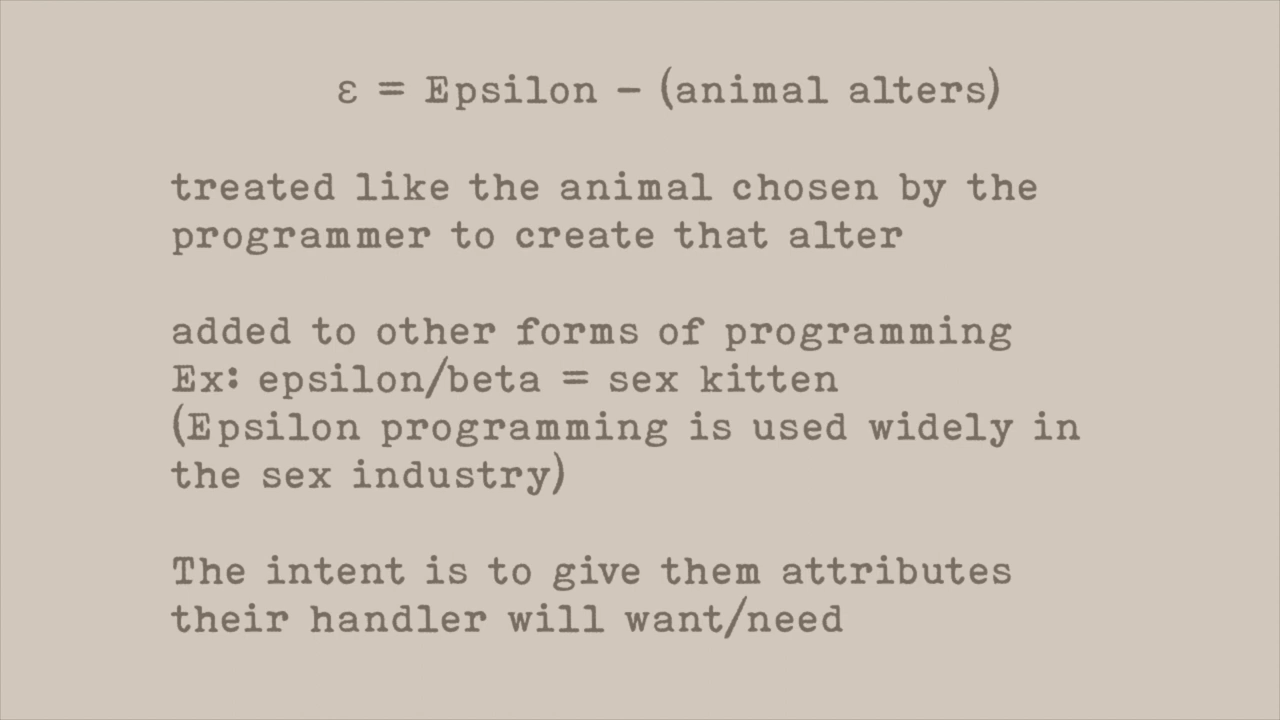 ε = Epsilon – (animal alters)
treated like the animal chosen by the
programmer to create that alter
added to other forms of programming
Ex: epsilon/beta = sex kitten
(Epsilon programming is used widely in
the sex industry)
The intent is to give them attributes
their handler will want/need